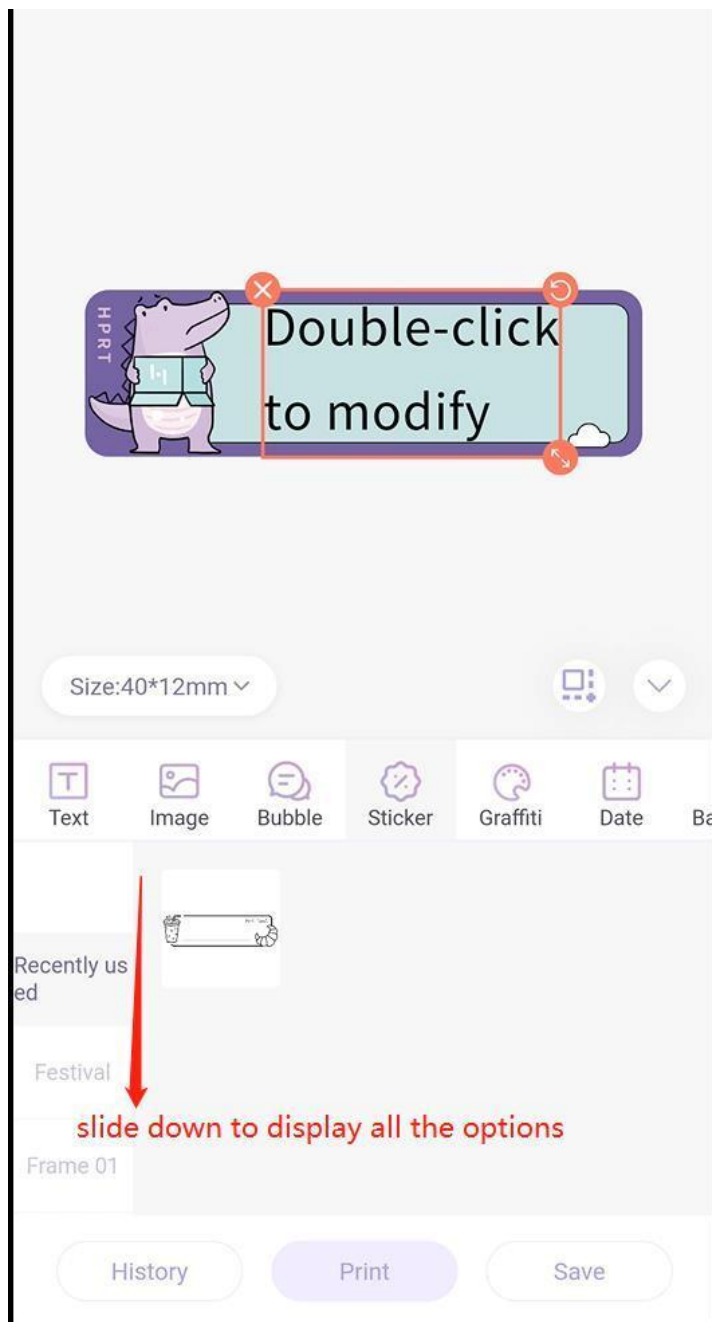 HPRT
Double-click
to modify
Size:40*12mm
Text Image Bubble Sticker Graffiti Date Ba
Recently us
ed
Festival
slide down to display all the options
Frame 01
History Print Save